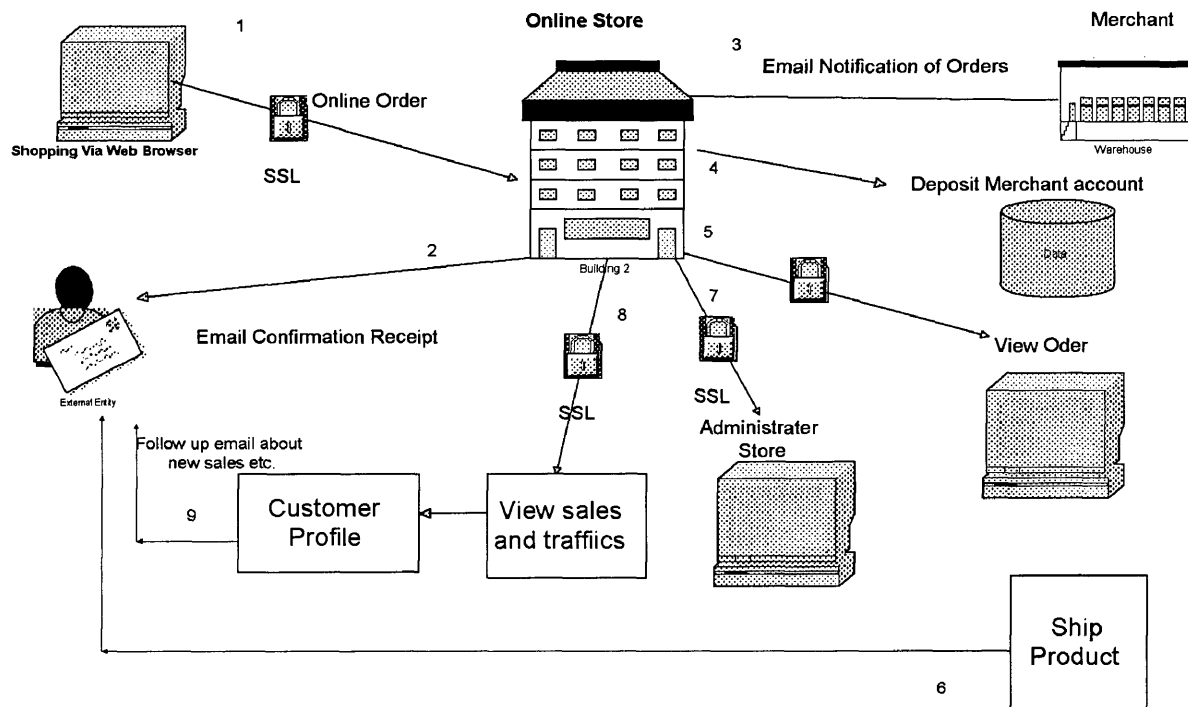 1
Online Store
Merchant
3
Email Notification of Orders
Online Order
Shopping Via Web Browser
SSL
Warehouse
4
Deposit Merchant account
Data
5
2
Building 2
7
8
Email Confirmation Receipt
View Oder
External Entity
SSL
SSL
Administrater
Store
Follow up email about
new sales etc.
9
Customer
Profile
View sales
and traffiics
Ship
Product
6